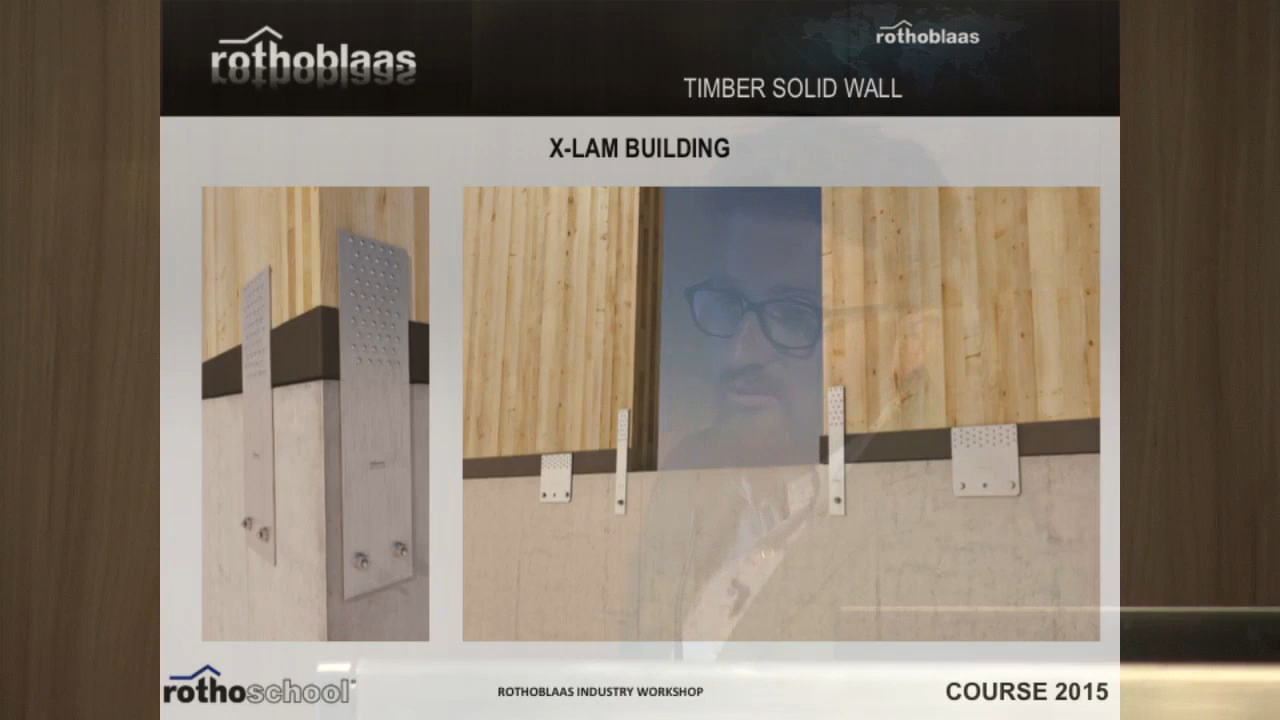 rothoblaas
rothoblaas
TIMBER SOLID WALL
X-LAM BUILDING
rothoschool
ROTHOBLAAS INDUSTRY WORKSHOP
COURSE 2015